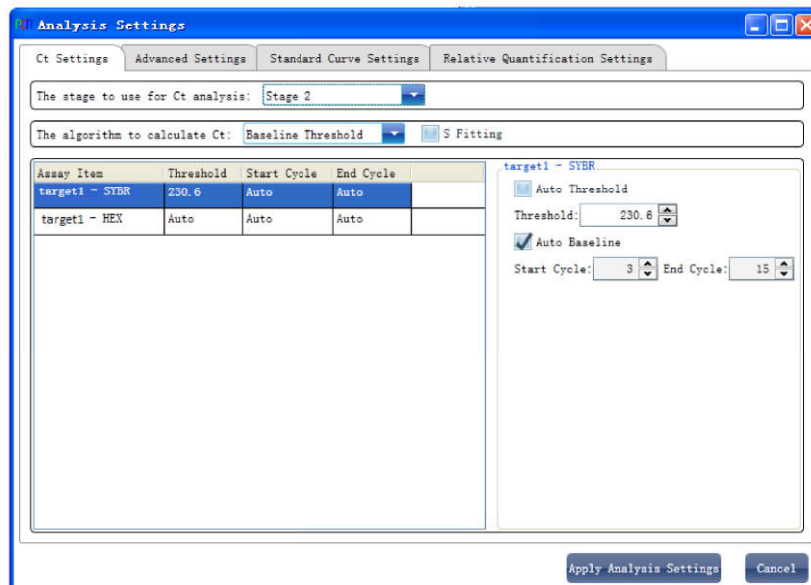 Analysis Settings
Ct Settings Advanced Settings Standard Curve Settings Relative Quantification Settings
The stage to use for Ct analysis: Stage 2
The algorithm to calculate Ct: Baseline Threshold S Fitting
Assay Item Threshold Start Cycle End Cycle
target1 - SYBR 230.6 Auto Auto
target1 - HEX Auto Auto Auto
target1 - SYBR
Auto Threshold
Threshold: 230.6
Auto Baseline
Start Cycle: 3 End Cycle: 15
Apply Analysis Settings Cancel